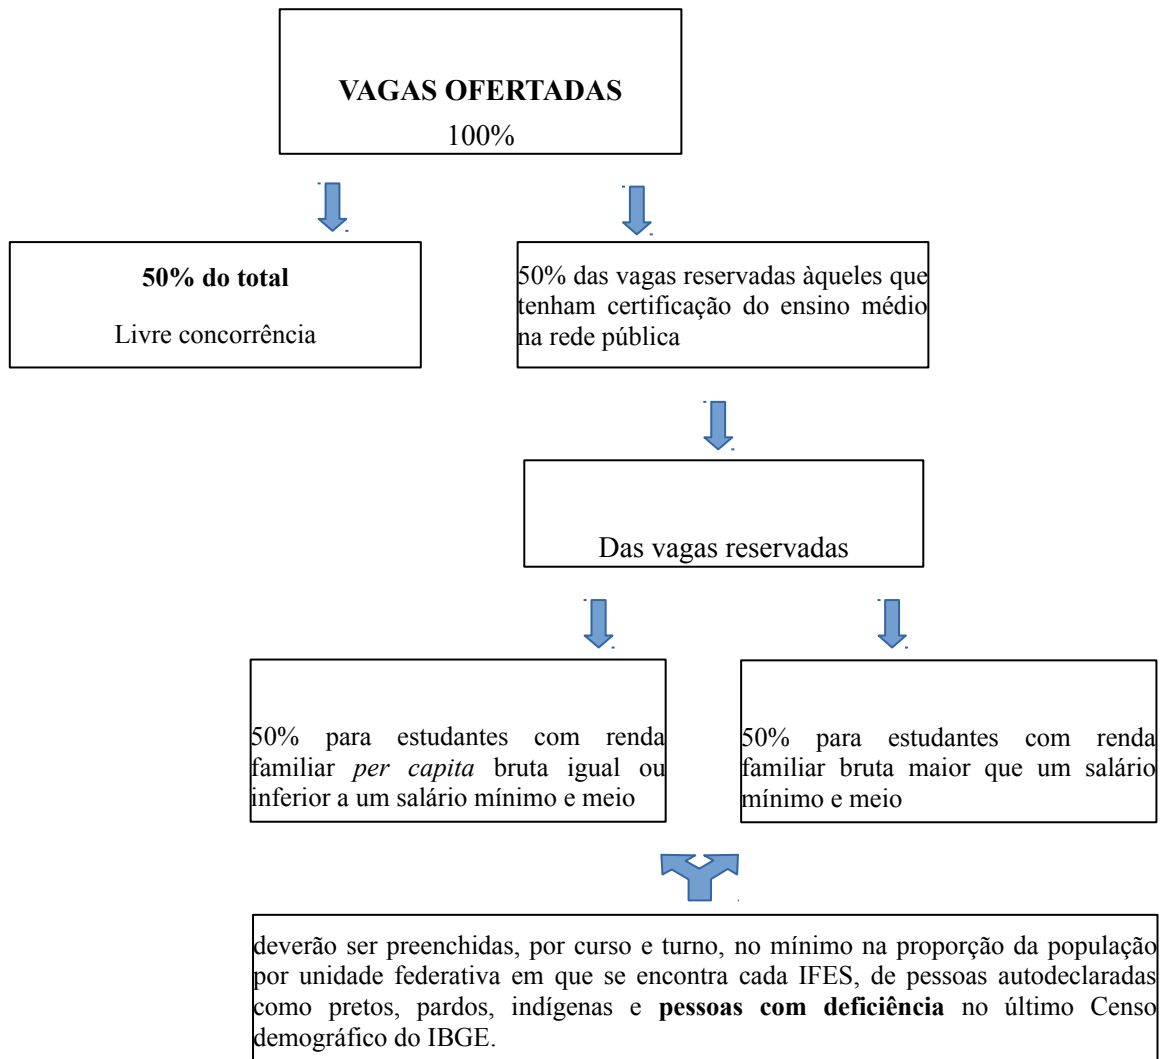 VAGAS OFERTADAS
100%
50% do total
Livre concorrência
50% das vagas reservadas àqueles que
tenham certificação do ensino médio
na rede pública
Das vagas reservadas
50% para estudantes com renda
familiar per capita bruta igual ou
inferior a um salário mínimo e meio
50% para estudantes com renda
familiar bruta maior que um salário
mínimo e meio
deverão ser preenchidas, por curso e turno, no mínimo na proporção da população
por unidade federativa em que se encontra cada IFES, de pessoas autodeclaradas
como pretos, pardos, indígenas e pessoas com deficiência no último Censo
demográfico do IBGE.